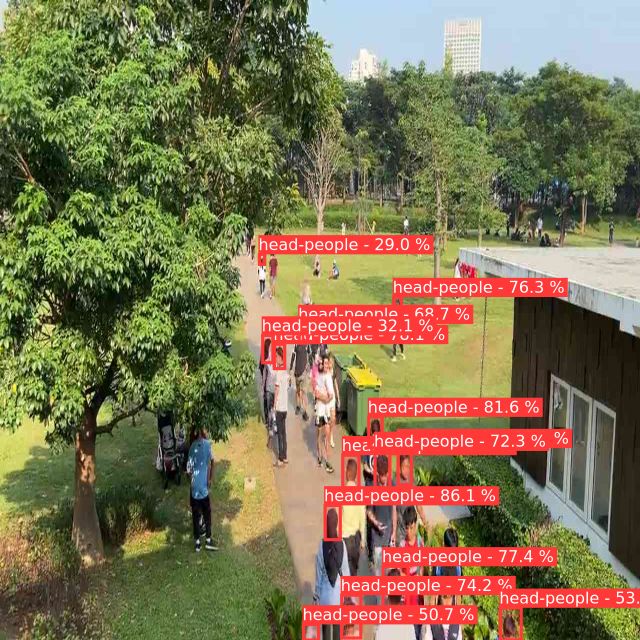 head-people - 29.0 %
head-people - 76.3 %
head-people - 68.7 %
head-people - 32.1 %
head-people - 81.6 %
head-people - 72.3 %
head-people - 86.1 %
head-people - 77.4 %
head-people - 74.2 %
head-people - 53.
head-people - 50.7 %